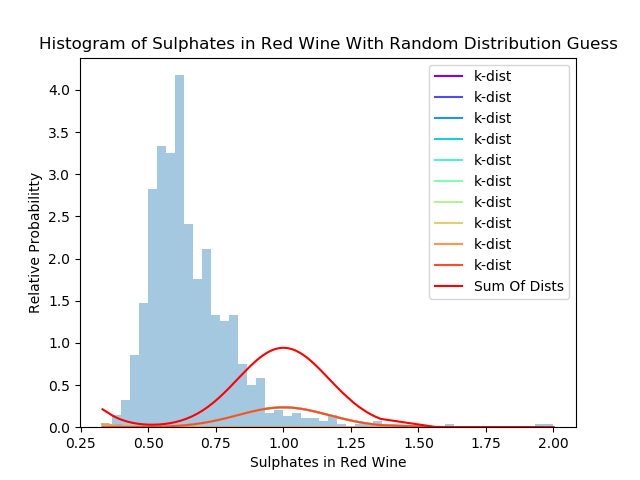 Histogram of Sulphates in Red Wine With Random Distribution Guess
Relative Probabilitty
4.0
3.5
3.0
2.5
2.0
1.5
1.0
0.5
0.0
k-dist
k-dist
k-dist
k-dist
k-dist
k-dist
k-dist
k-dist
k-dist
k-dist
Sum Of Dists
0.25 0.50 0.75 1.00 1.25 1.50 1.75 2.00
Sulphates in Red Wine